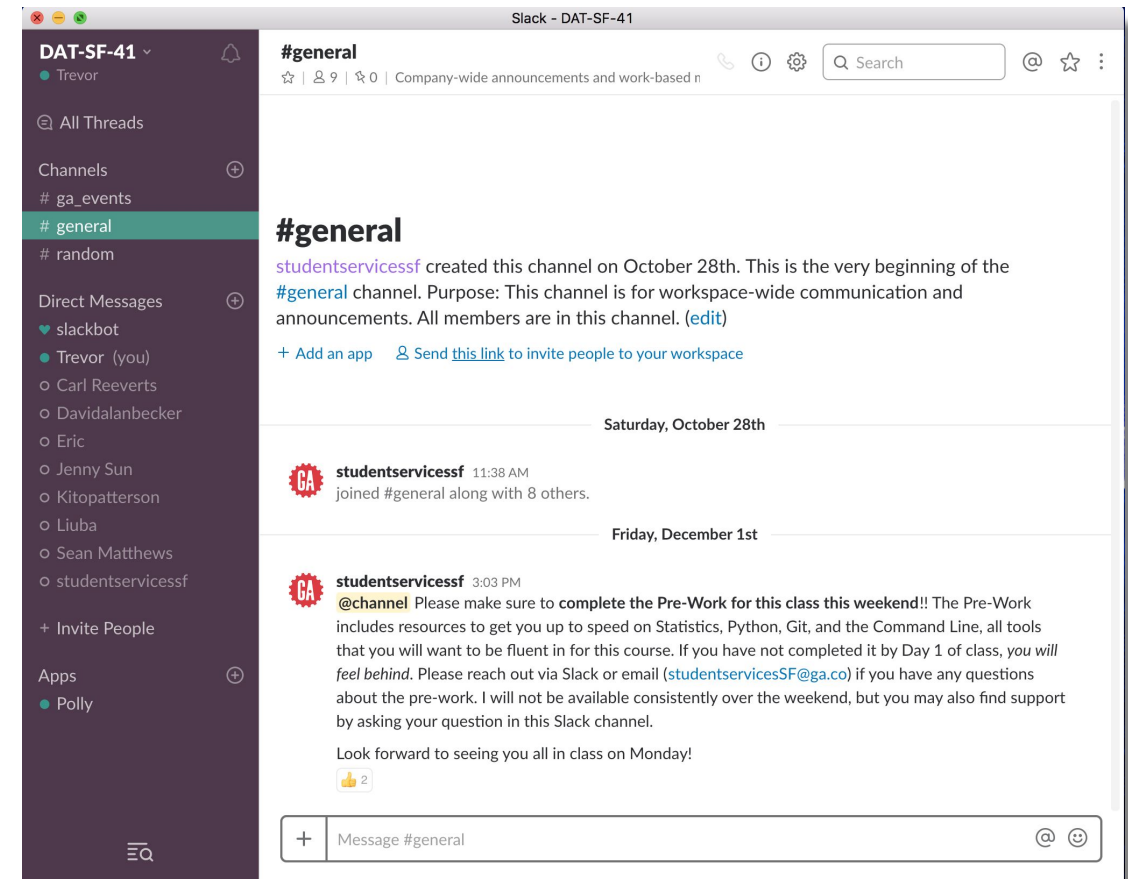 Slack - DAT-SF-41
DAT-SF-41
Trevor
All Threads
Channels
# ga_events
# general
# random
Direct Messages
slackbot
Trevor (you)
Carl Reeverts
Davidalanbecker
Eric
Jenny Sun
Kitopatterson
Liuba
Sean Matthews
studentservicessf
+ Invite People
Apps
Polly
#general
9 | 0 | Company-wide announcements and work-based
Search
#general
studentservicessf created this channel on October 28th. This is the very beginning of the
#general channel. Purpose: This channel is for workspace-wide communication and
announcements. All members are in this channel. (edit)
+ Add an app Send this link to invite people to your workspace
Saturday, October 28th
GA
studentservicessf 11:38 AM
joined #general along with 8 others.
Friday, December 1st
GA
studentservicessf 3:03 PM
@channel Please make sure to complete the Pre-Work for this class this weekend!! The Pre-Work
includes resources to get you up to speed on Statistics, Python, Git, and the Command Line, all tools
that you will want to be fluent in for this course. If you have not completed it by Day 1 of class, you will
feel behind. Please reach out via Slack or email (studentservicesSF@ga.co) if you have any questions
about the pre-work. I will not be available consistently over the weekend, but you may also find support
by asking your question in this Slack channel.
Look forward to seeing you all in class on Monday!
👍 2
+ Message #general